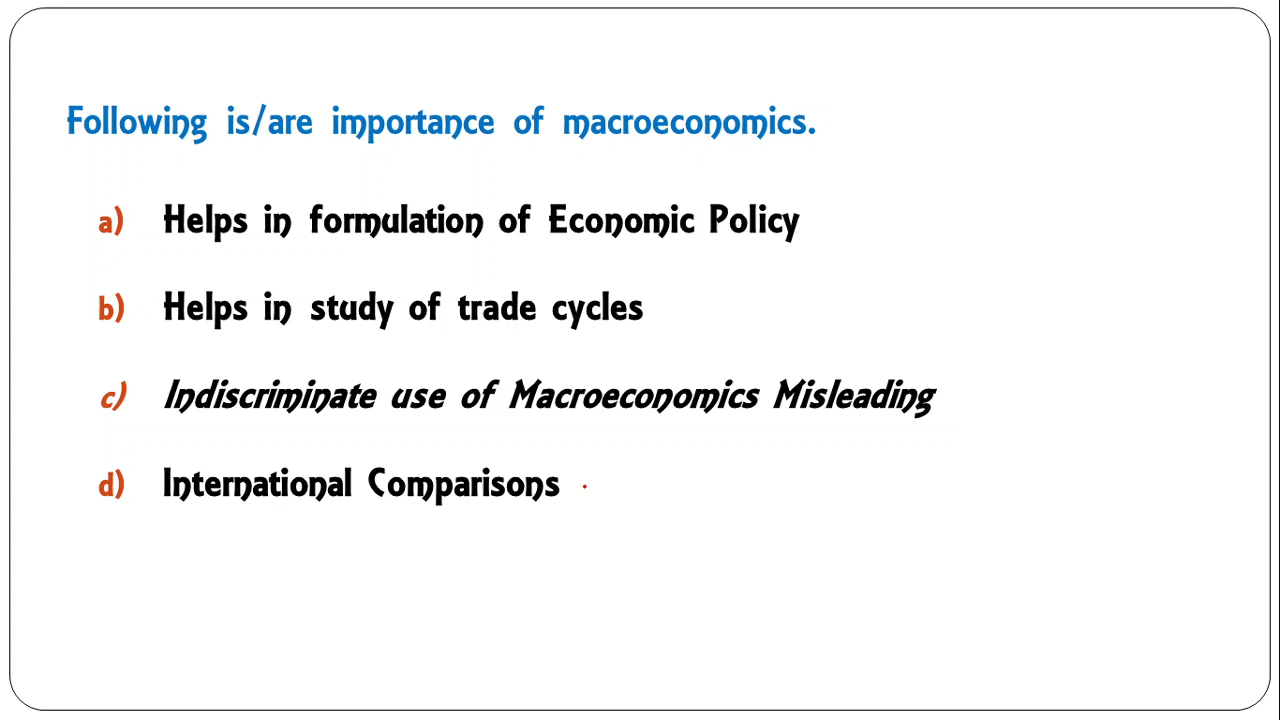 Following is/are importance of macroeconomics.
a) Helps in formulation of Economic Policy
b) Helps in study of trade cycles
c) Indiscriminate use of Macroeconomics Misleading
d) International Comparisons